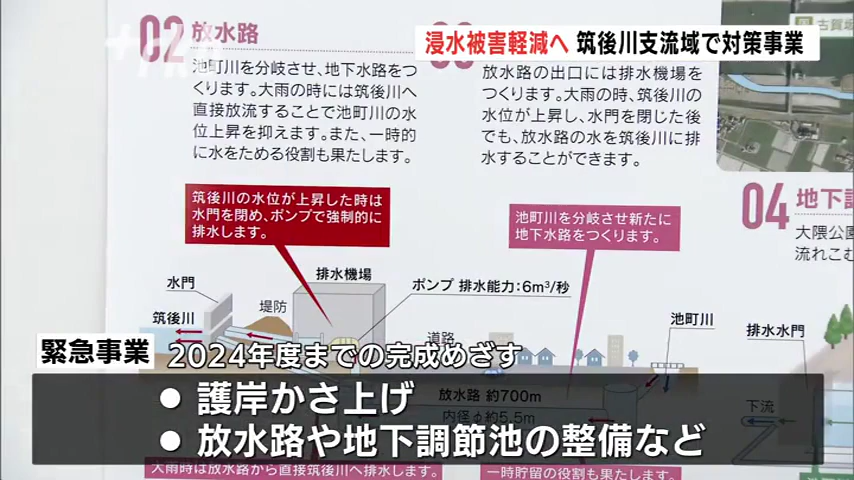 浸水被害軽減へ 筑後川支流域で対策事業
02 放水路
池町川を分岐させ、地下水路をつ
くります。大雨の時には筑後川へ
直接放流することで池町川の水
位上昇を抑えます。また、一時的
に水をためる役割も果たします。
放水路の出口には排水機場を
つくります。大雨の時、筑後川の
水位が上昇し、水門を閉じた後
でも、放水路の水を筑後川に排
水することができます。
古賀
04 地下調
大隈公
流れこむ
筑後川の水位が上昇した時は
水門を閉め、ポンプで強制的に
排水します。
池町川を分岐させ新たに
地下水路をつくります。
水門
堤防
排水機場
ポンプ 排水能力:6m³/秒
筑後川
道路
池町川
排水水門
放水路 約700m
内径φ約5.5m
下流
緊急事業 2024年度までの完成めざす
● 護岸かさ上げ
● 放水路や地下調節池の整備など
大雨時は放水路から直接筑後川へ排水します。
一時貯留の役割も果たします。